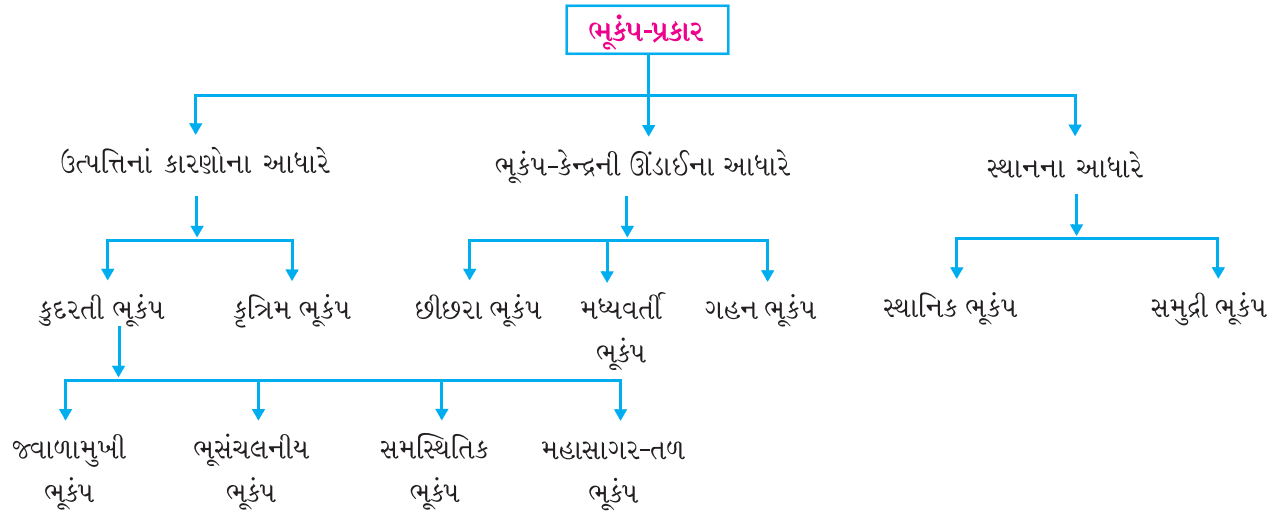 ભૂકંપ-પ્રકાર
ઉત્પત્તિનાં કારણોના આધારે
ભૂકંપ-કેન્દ્રની ઊંડાઈના આધારે
સ્થાનના આધારે
કુદરતી ભૂકંપ
કૃત્રિમ ભૂકંપ
છીછરા ભૂકંપ
મધ્યવર્તી
ભૂકંપ
ગહન ભૂકંપ
સ્થાનિક ભૂકંપ
સમુદ્રી ભૂકંપ
જ્વાળામુખી
ભૂકંપ
ભૂસંચલનીય
ભૂકંપ
સમસ્થિતિક
ભૂકંપ
મહાસાગર-તળ
ભૂકંપ